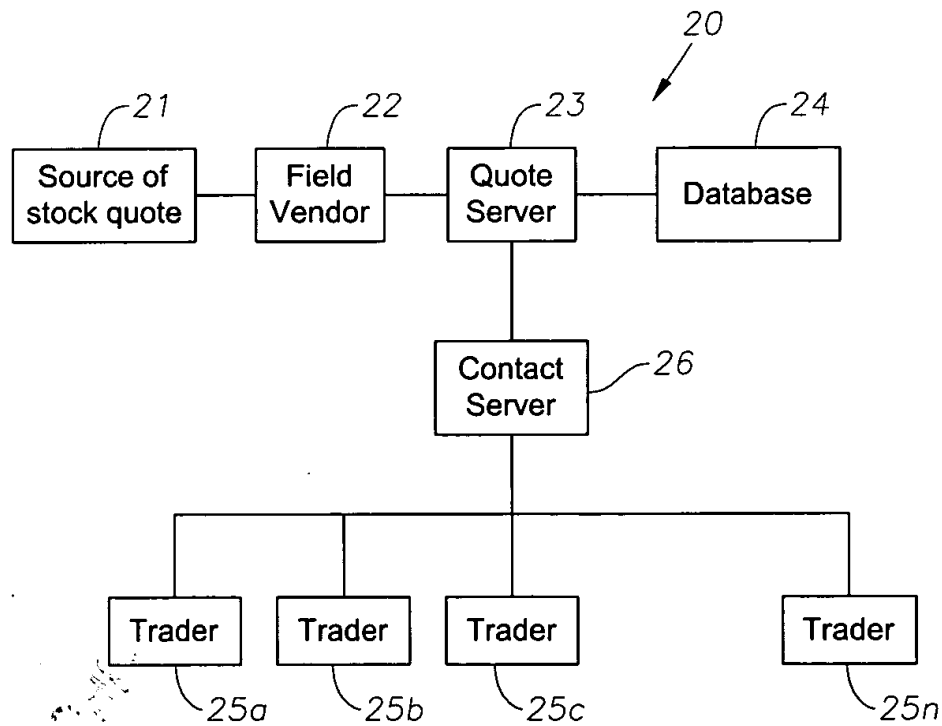 20
21
22
23
24
Source of
stock quote
Field
Vendor
Quote
Server
Database
Contact
Server
26
Trader
Trader
Trader
Trader
25a
25b
25c
25n